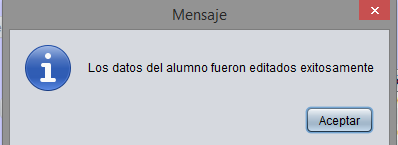 Mensaje
Los datos del alumno fueron editados exitosamente
Aceptar